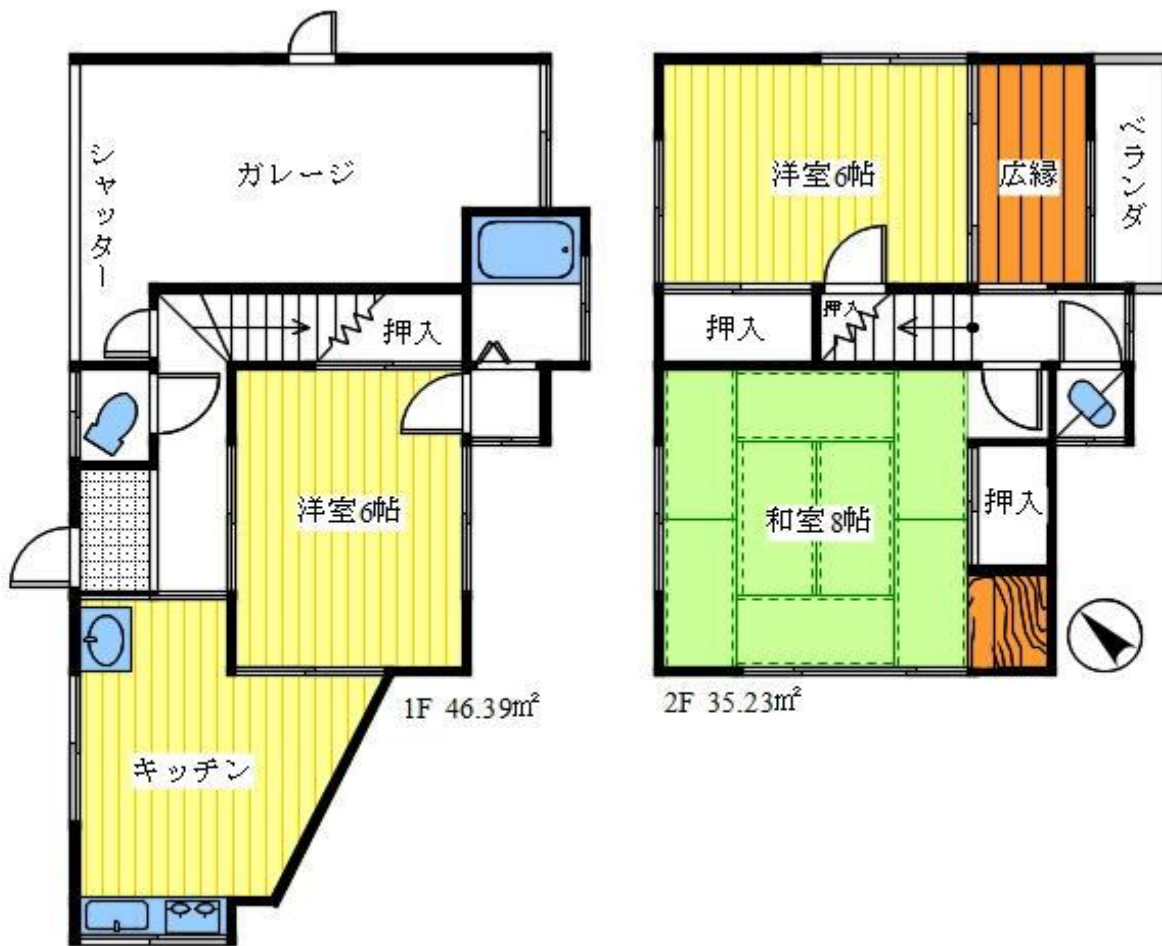 シャッター
ガレージ
押入
洋室6帖
キッチン
1F 46.39㎡
洋室6帖
広縁
ベランダ
押入
押入
和室8帖
押入
2F 35.23㎡